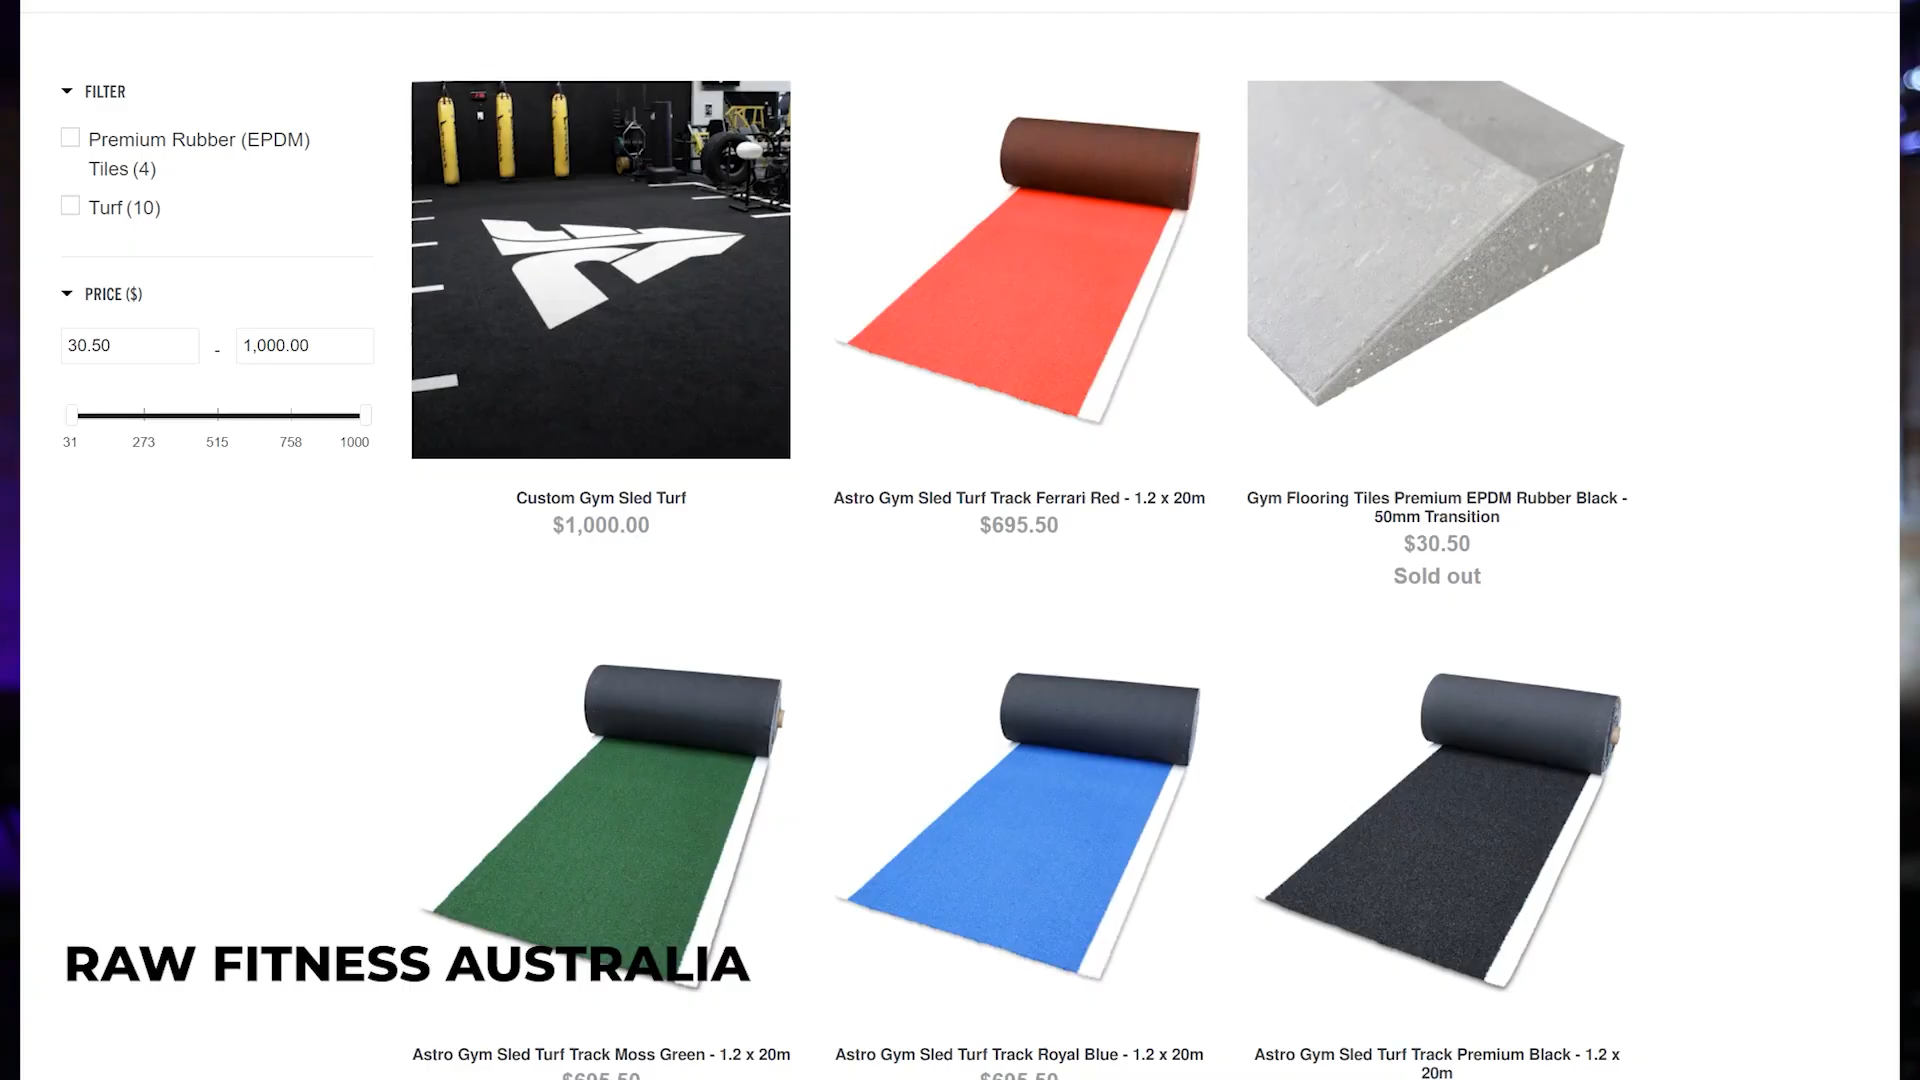 FILTER
Premium Rubber (EPDM)
Tiles (4)
Turf (10)
PRICE ($)
30.50 - 1,000.00
31 273 515 758 1000
Custom Gym Sled Turf
$1,000.00
Astro Gym Sled Turf Track Ferrari Red - 1.2 x 20m
$695.50
Gym Flooring Tiles Premium EPDM Rubber Black -
50mm Transition
$30.50
Sold out
RAW FITNESS AUSTRALIA
Astro Gym Sled Turf Track Moss Green - 1.2 x 20m
$695.50
Astro Gym Sled Turf Track Royal Blue - 1.2 x 20m
$695.50
Astro Gym Sled Turf Track Premium Black - 1.2 x
20m